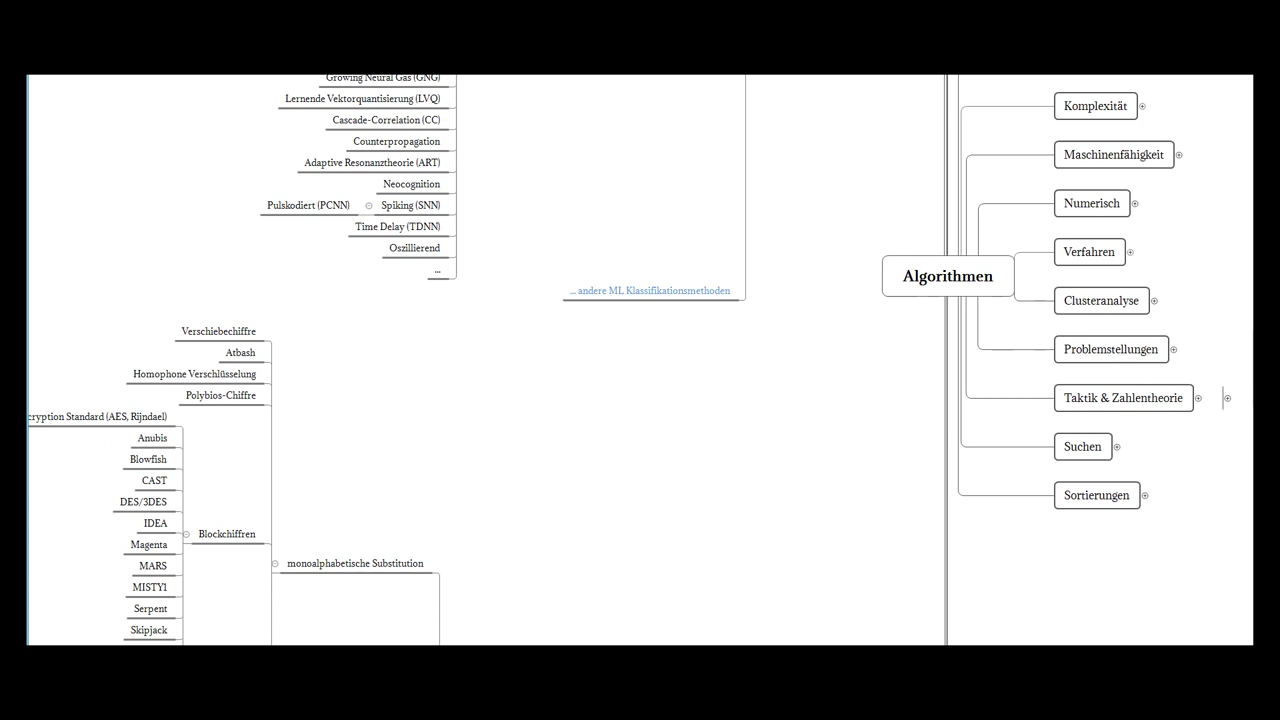 Growing Neural Gas (GNG)
Lernende Vektorquantisierung (LVQ)
Cascade-Correlation (CC)
Counterpropagation
Adaptive Resonanztheorie (ART)
Neocognition
Pulskodiert (PCNN)
Spiking (SNN)
Time Delay (TDNN)
Oszillierend
...
... andere ML Klassifikationsmethoden
Verschiebechiffre
Atbash
Homophone Verschlüsselung
Polybios-Chiffre
cryption Standard (AES, Rijndael)
Anubis
Blowfish
CAST
DES/3DES
IDEA
Magenta
MARS
MISTY1
Serpent
Skipjack
Blockchiffren
monoalphabetische Substitution
Algorithmen
Komplexität
Maschinenfähigkeit
Numerisch
Verfahren
Clusteranalyse
Problemstellungen
Taktik & Zahlentheorie
Suchen
Sortierungen